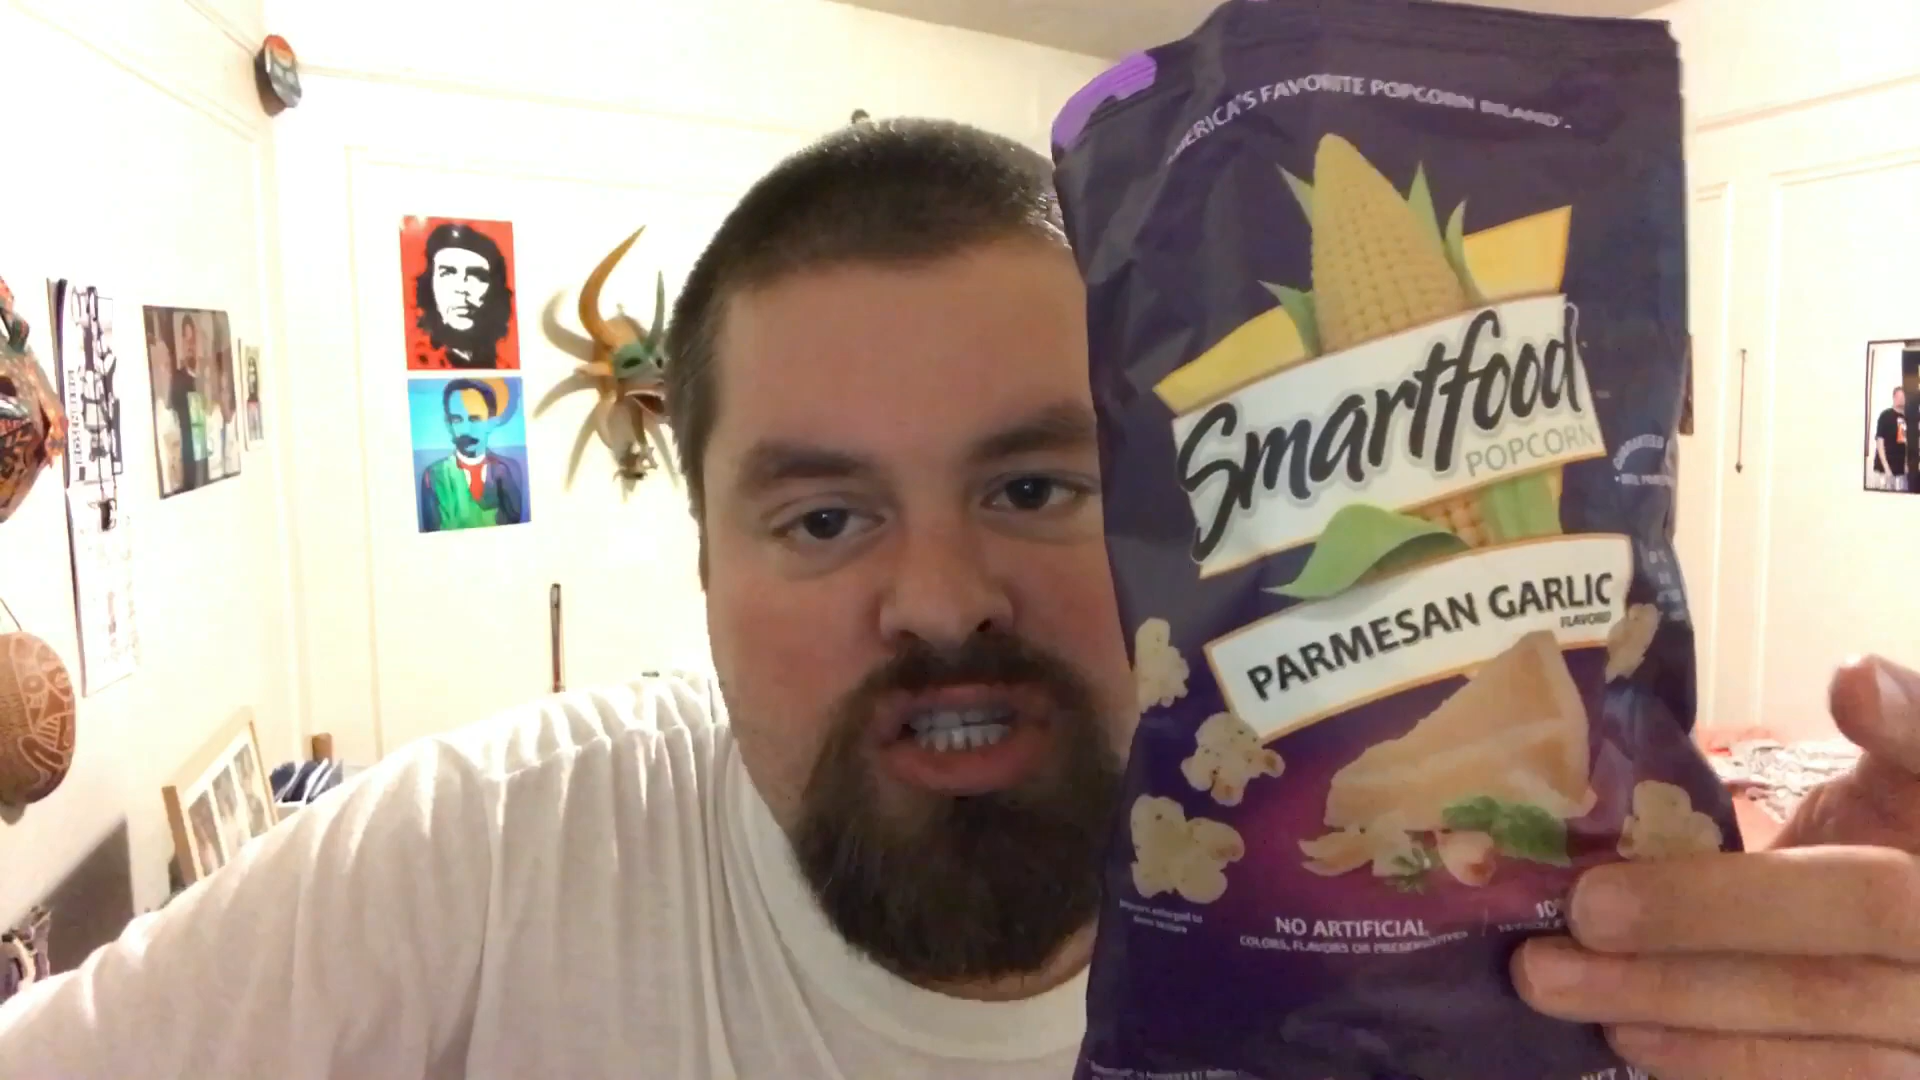 AMERICA'S FAVORITE POPCORN BRAND
Smartfood
POPCORN
PARMESAN GARLIC
FLAVORED
NO ARTIFICIAL
COLORS, FLAVORS OR PRESERVATIVES